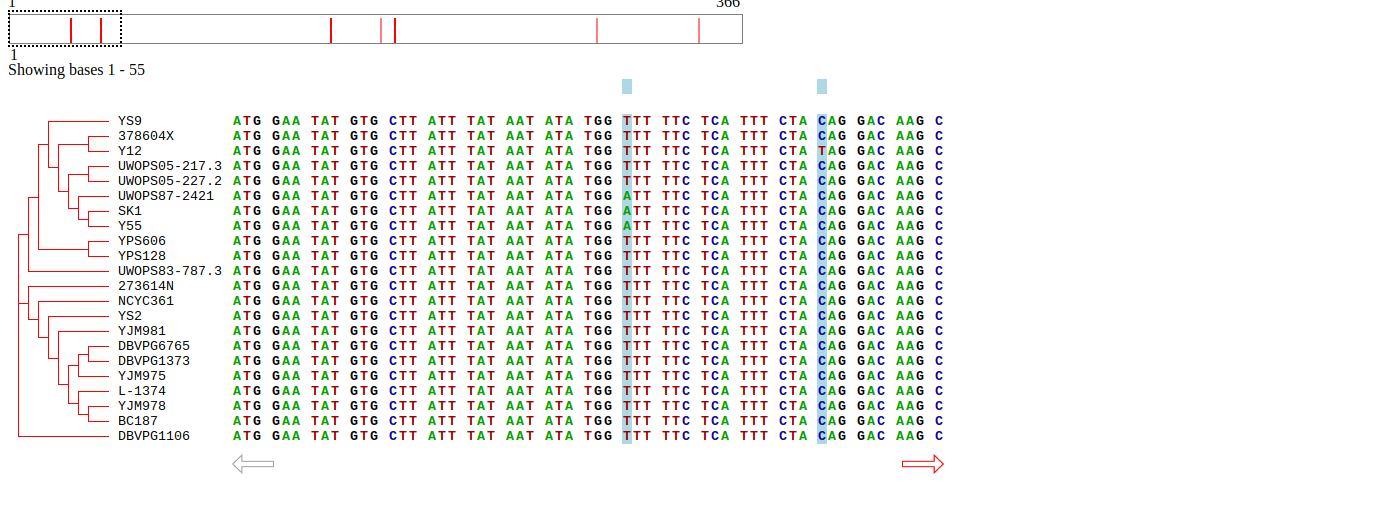 1 366
1
Showing bases 1 - 55
YS9 ATG GAA TAT GTG CTT ATT TAT AAT ATA TGG TTT TTC TCA TTT CTA CAG GAC AAG C
378604X ATG GAA TAT GTG CTT ATT TAT AAT ATA TGG TTT TTC TCA TTT CTA CAG GAC AAG C
Y12 ATG GAA TAT GTG CTT ATT TAT AAT ATA TGG TTT TTC TCA TTT CTA TAG GAC AAG C
UWOPS05-217.3 ATG GAA TAT GTG CTT ATT TAT AAT ATA TGG TTT TTC TCA TTT CTA CAG GAC AAG C
UWOPS05-227.2 ATG GAA TAT GTG CTT ATT TAT AAT ATA TGG TTT TTC TCA TTT CTA CAG GAC AAG C
UWOPS87-2421 ATG GAA TAT GTG CTT ATT TAT AAT ATA TGG ATT TTC TCA TTT CTA CAG GAC AAG C
SK1 ATG GAA TAT GTG CTT ATT TAT AAT ATA TGG ATT TTC TCA TTT CTA CAG GAC AAG C
Y55 ATG GAA TAT GTG CTT ATT TAT AAT ATA TGG ATT TTC TCA TTT CTA CAG GAC AAG C
YPS606 ATG GAA TAT GTG CTT ATT TAT AAT ATA TGG TTT TTC TCA TTT CTA CAG GAC AAG C
YPS128 ATG GAA TAT GTG CTT ATT TAT AAT ATA TGG TTT TTC TCA TTT CTA CAG GAC AAG C
UWOPS83-787.3 ATG GAA TAT GTG CTT ATT TAT AAT ATA TGG TTT TTC TCA TTT CTA CAG GAC AAG C
273614N ATG GAA TAT GTG CTT ATT TAT AAT ATA TGG TTT TTC TCA TTT CTA CAG GAC AAG C
NCYC361 ATG GAA TAT GTG CTT ATT TAT AAT ATA TGG TTT TTC TCA TTT CTA CAG GAC AAG C
YS2 ATG GAA TAT GTG CTT ATT TAT AAT ATA TGG TTT TTC TCA TTT CTA CAG GAC AAG C
YJM981 ATG GAA TAT GTG CTT ATT TAT AAT ATA TGG TTT TTC TCA TTT CTA CAG GAC AAG C
DBVPG6765 ATG GAA TAT GTG CTT ATT TAT AAT ATA TGG TTT TTC TCA TTT CTA CAG GAC AAG C
DBVPG1373 ATG GAA TAT GTG CTT ATT TAT AAT ATA TGG TTT TTC TCA TTT CTA CAG GAC AAG C
YJM975 ATG GAA TAT GTG CTT ATT TAT AAT ATA TGG TTT TTC TCA TTT CTA CAG GAC AAG C
L-1374 ATG GAA TAT GTG CTT ATT TAT AAT ATA TGG TTT TTC TCA TTT CTA CAG GAC AAG C
YJM978 ATG GAA TAT GTG CTT ATT TAT AAT ATA TGG TTT TTC TCA TTT CTA CAG GAC AAG C
BC187 ATG GAA TAT GTG CTT ATT TAT AAT ATA TGG TTT TTC TCA TTT CTA CAG GAC AAG C
DBVPG1106 ATG GAA TAT GTG CTT ATT TAT AAT ATA TGG TTT TTC TCA TTT CTA CAG GAC AAG C